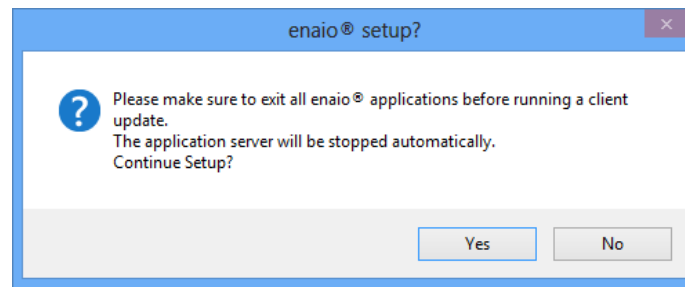 enaio® setup?
Please make sure to exit all enaio® applications before running a client
update.
The application server will be stopped automatically.
Continue Setup?
Yes
No